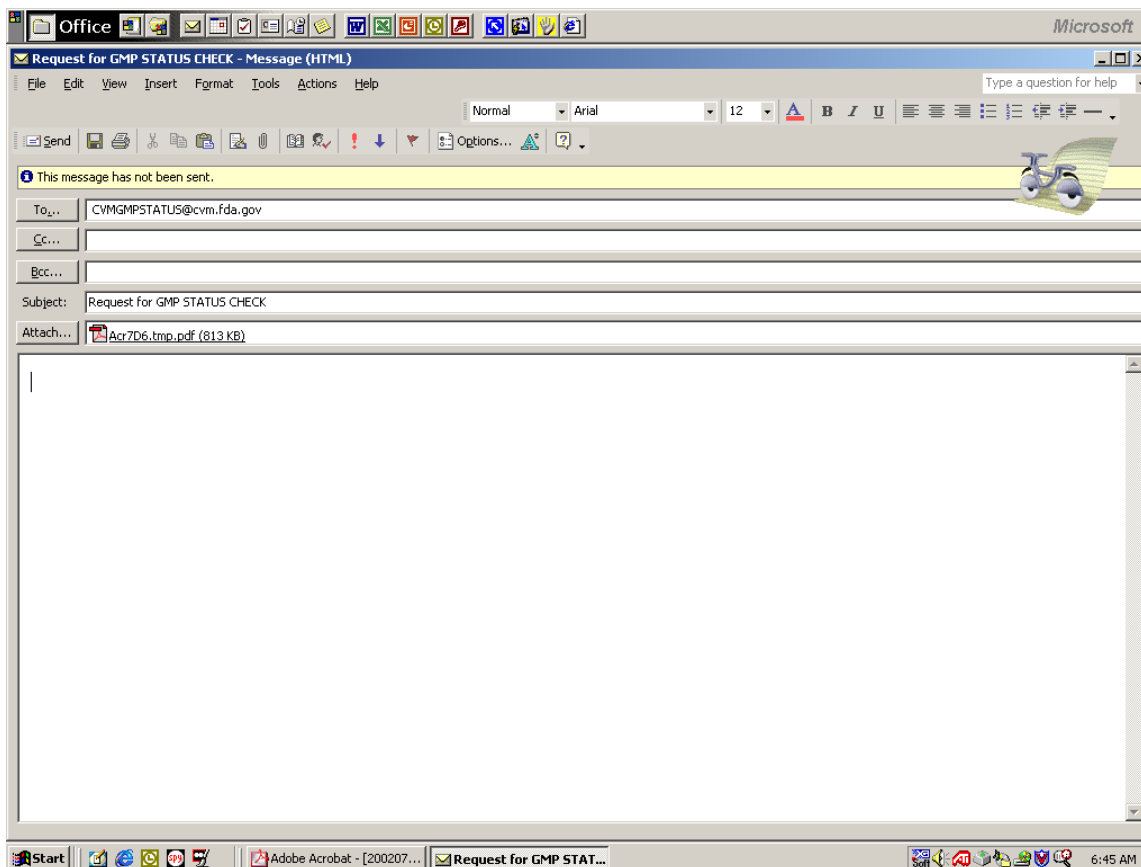 Office
Microsoft
Request for GMP STATUS CHECK - Message (HTML)
File Edit View Insert Format Tools Actions Help
Type a question for help
Normal Arial 12 A B I U
Send Options...
This message has not been sent.
To... CVMGMPSTATUS@cvm.fda.gov
Cc...
Bcc...
Subject: Request for GMP STATUS CHECK
Attach... Acr7D6.tmp.pdf (813 KB)
Start Adobe Acrobat - [200207... Request for GMP STAT... 6:45 AM